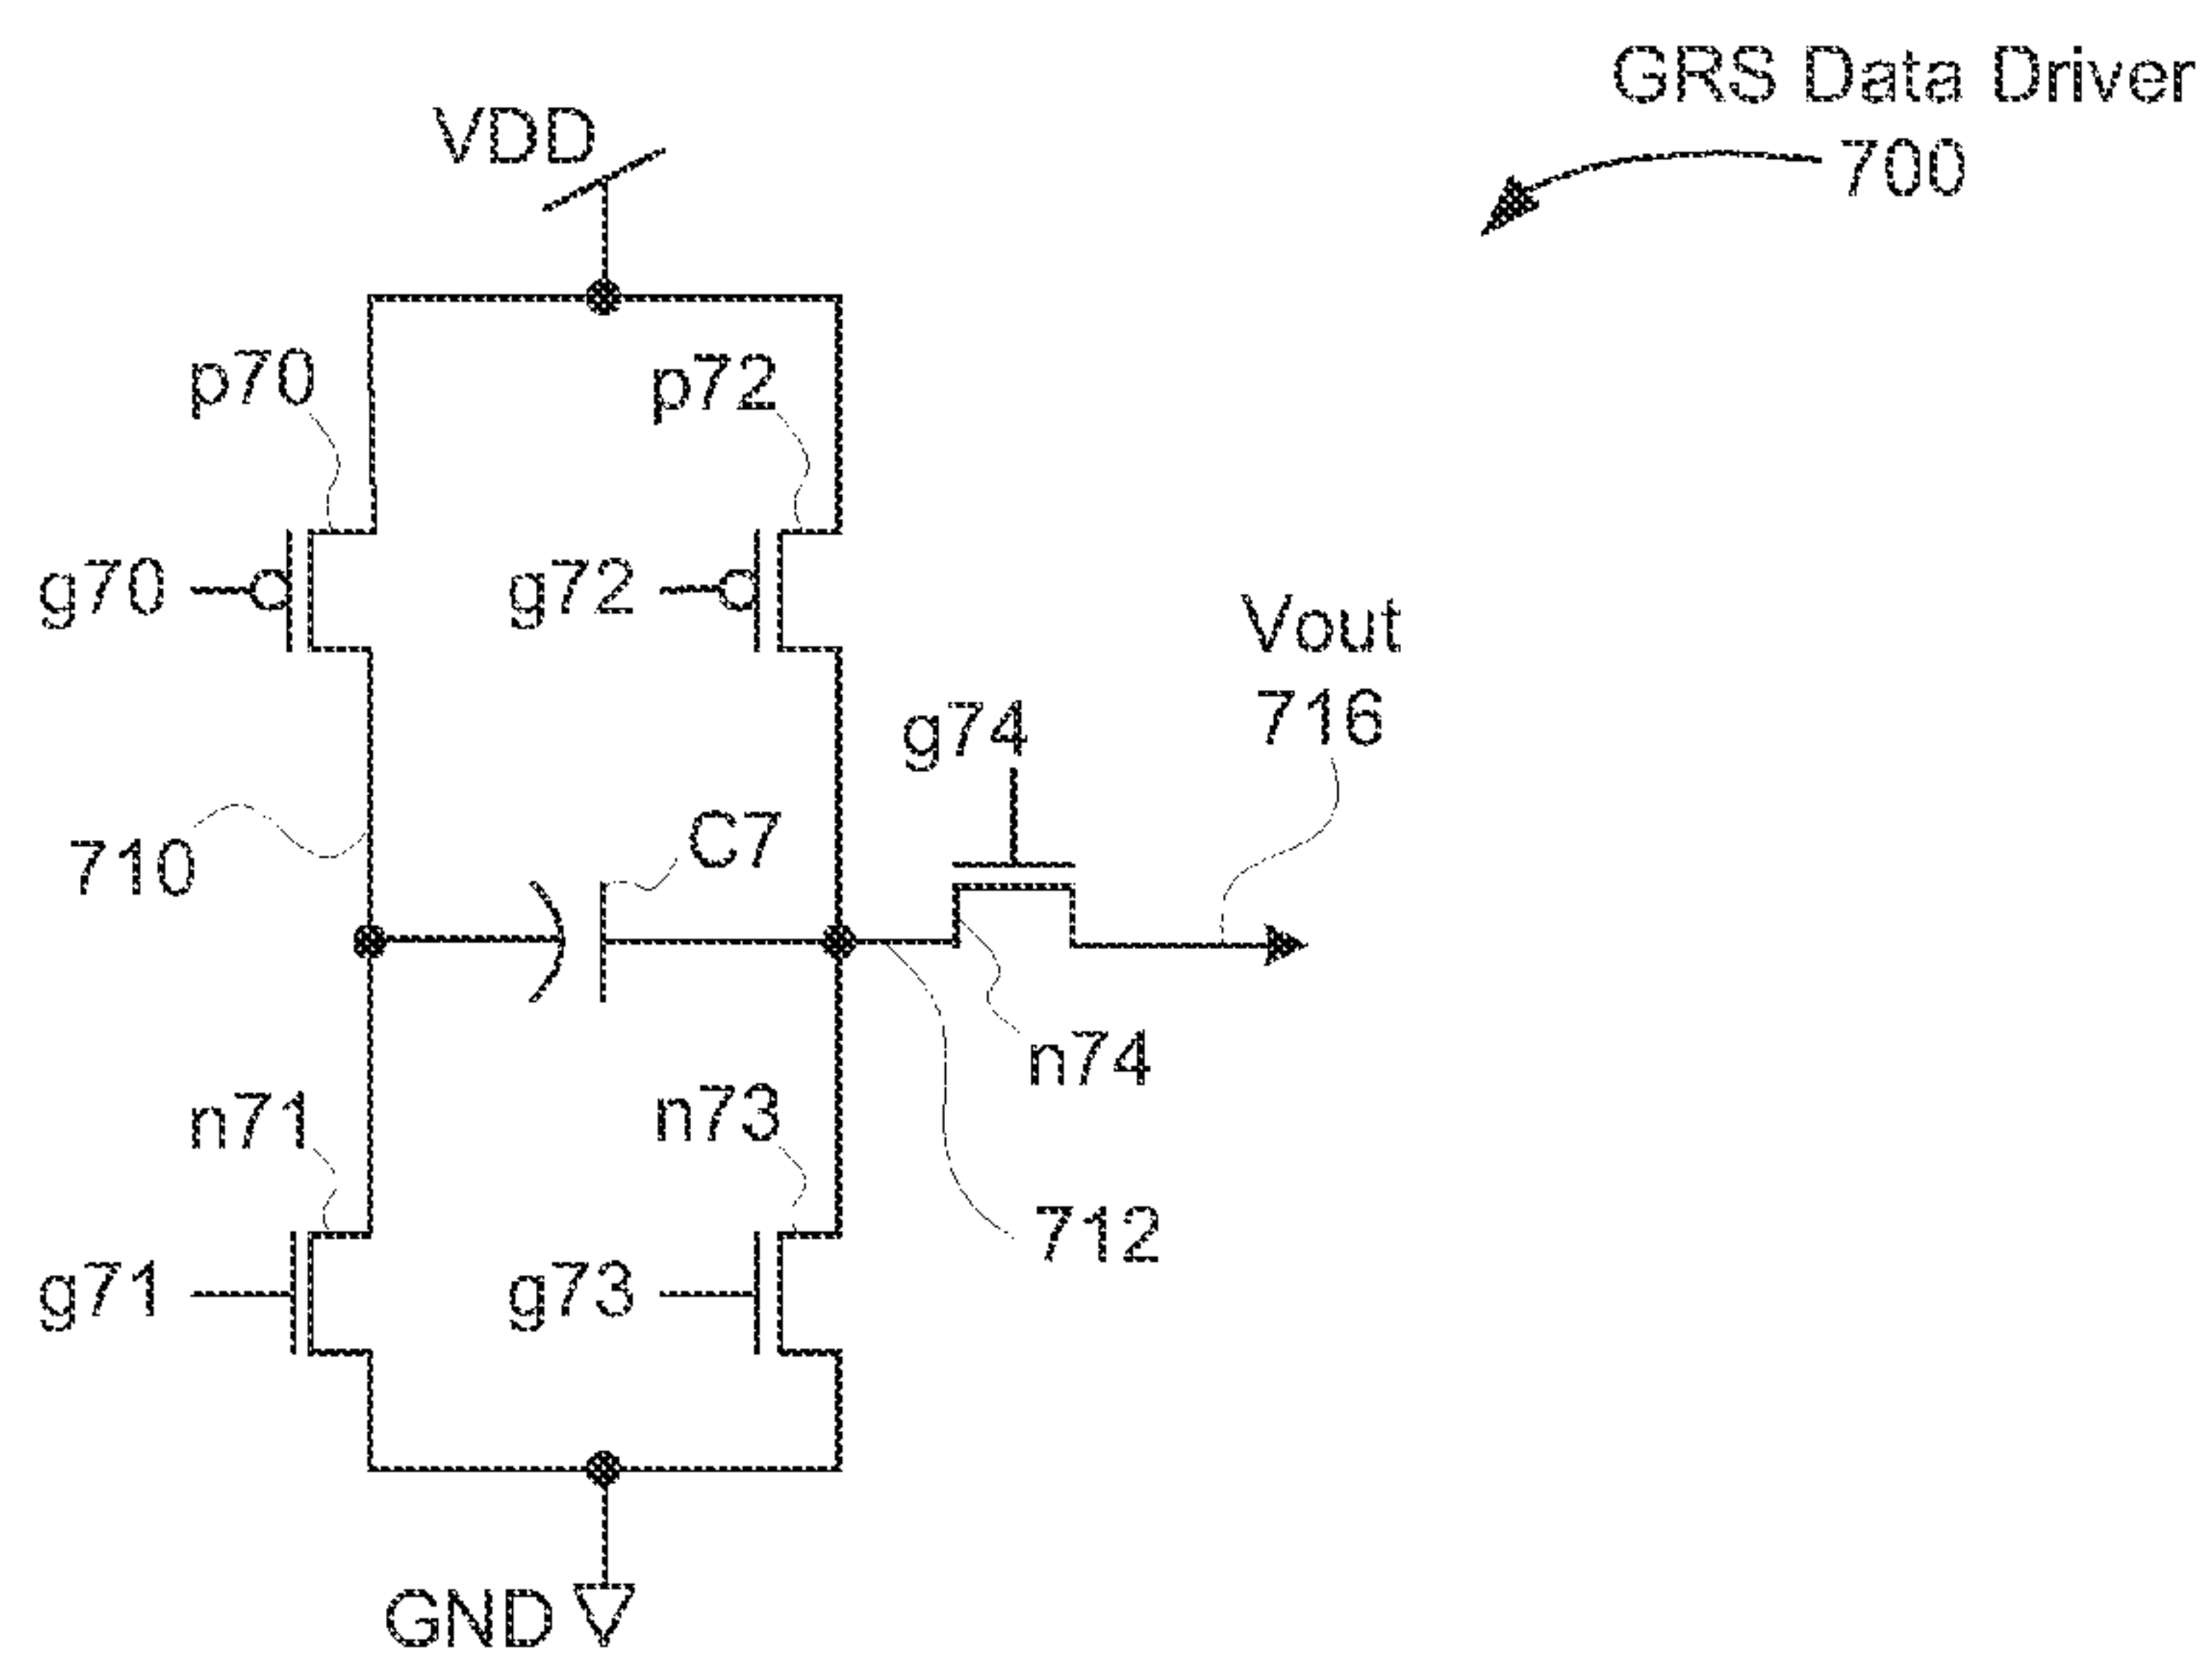 GRS Data Driver
700
VDD
p70
p72
g70
g72
Vout
716
g74
C7
710
n74
n71
n73
712
g71
g73
GND